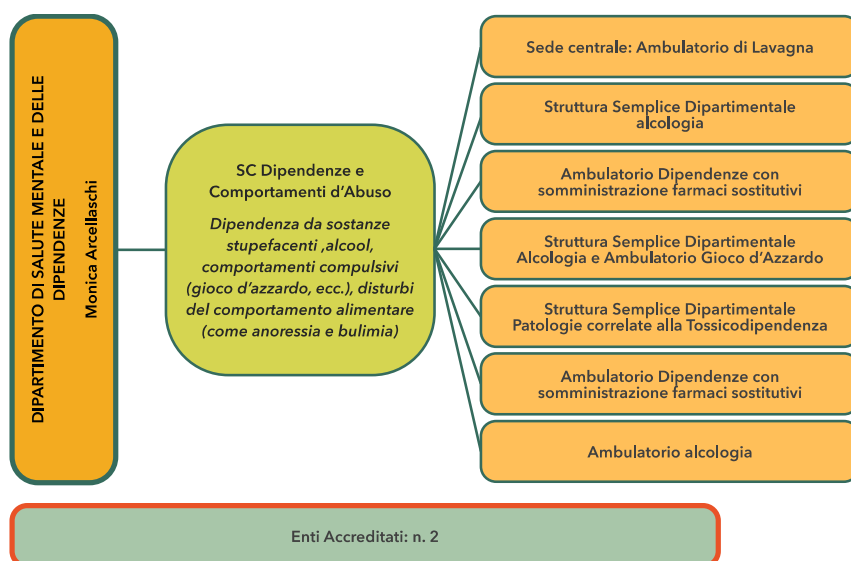 DIPARTIMENTO DI SALUTE MENTALE E DELLE
DIPENDENZE
Monica Arcellaschi
SC Dipendenze e
Comportamenti d’Abuso
Dipendenza da sostanze
stupefacenti ,alcool,
comportamenti compulsivi
(gioco d’azzardo, ecc.), disturbi
del comportamento alimentare
(come anoressia e bulimia)
Sede centrale: Ambulatorio di Lavagna
Struttura Semplice Dipartimentale
alcologia
Ambulatorio Dipendenze con
somministrazione farmaci sostitutivi
Struttura Semplice Dipartimentale
Alcologia e Ambulatorio Gioco d’Azzardo
Struttura Semplice Dipartimentale
Patologie correlate alla Tossicodipendenza
Ambulatorio Dipendenze con
somministrazione farmaci sostitutivi
Ambulatorio alcologia
Enti Accreditati: n. 2